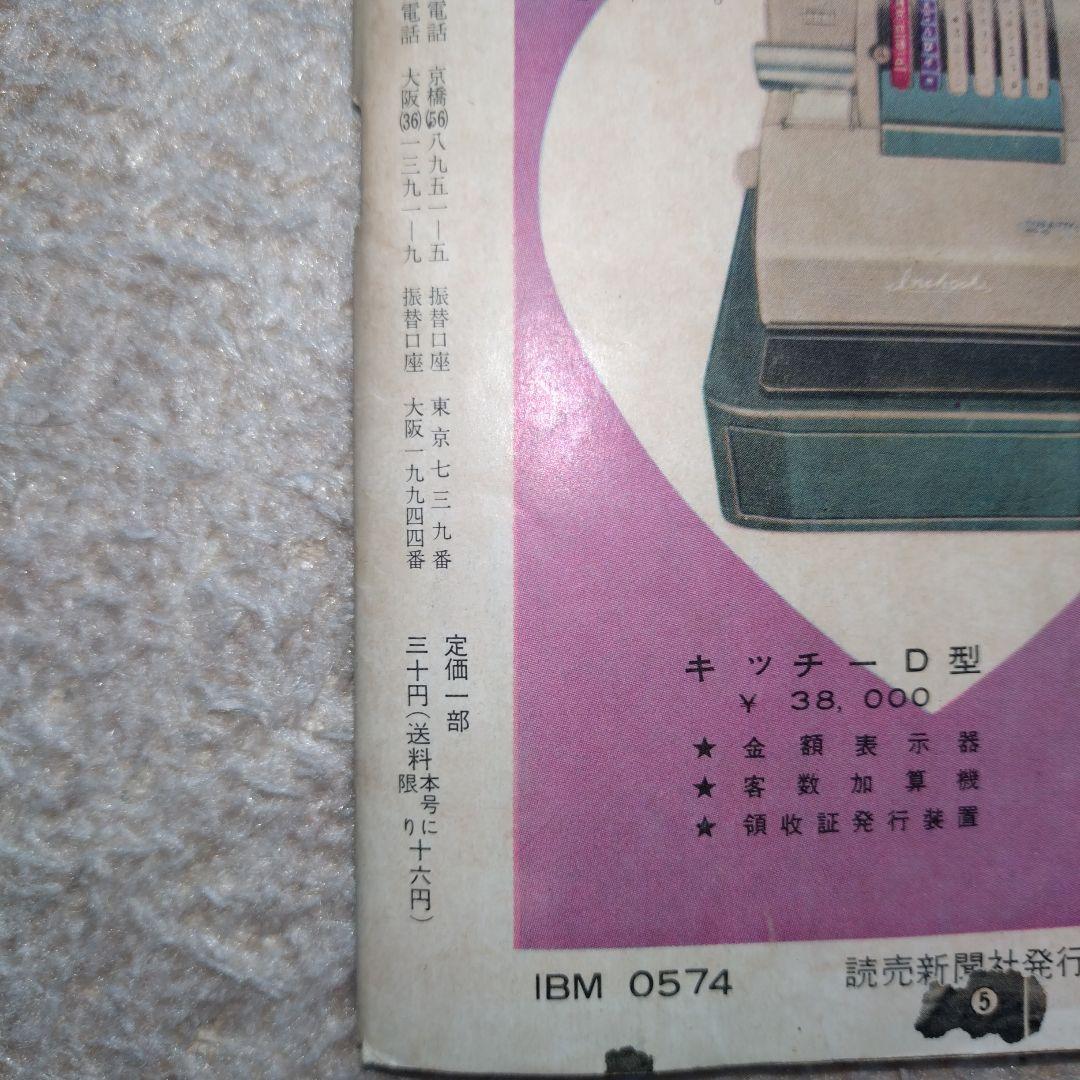 電話 京橋(56)八九五一―五 振替口座 東京七三九番
電話 大阪(36)一三九一―九 振替口座 大阪一九九四四番
定価一部
三十円(送料本号に限り十六円)
キッチーD型
¥ 38,000
★ 金額表示器
★ 客数加算機
★ 領収証発行装置
IBM 0574
読売新聞社発行
⑤